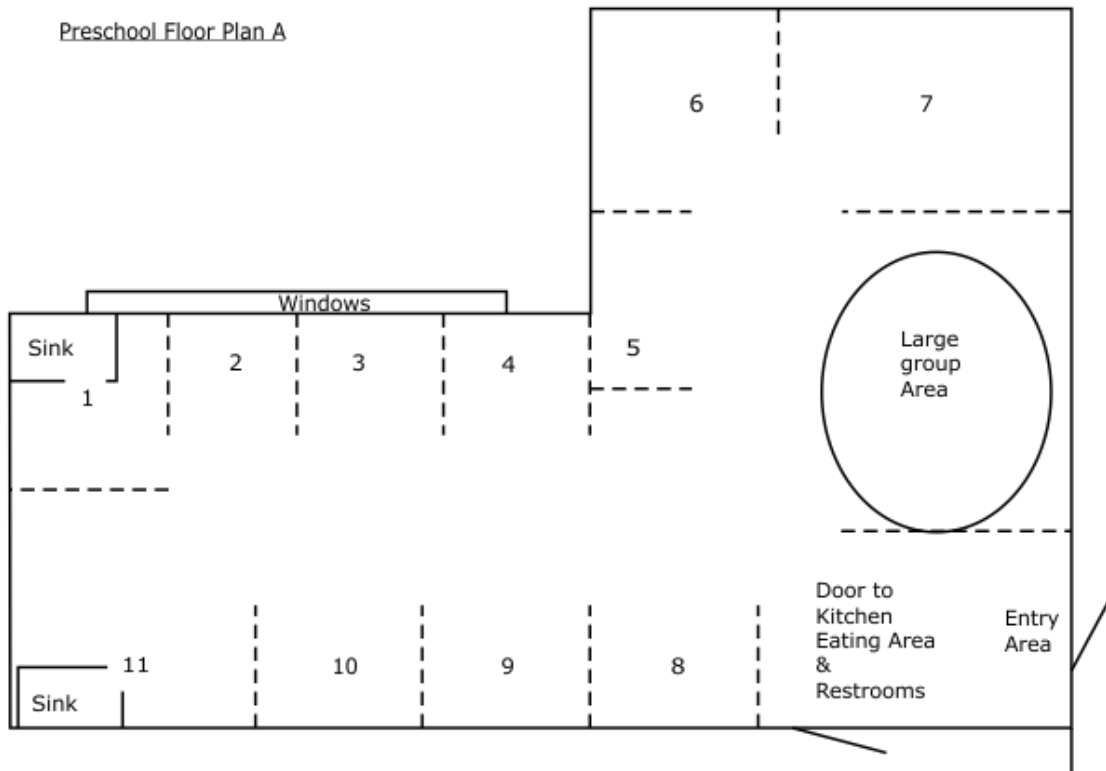 Preschool Floor Plan A
6
7
Windows
Sink
2
3
4
5
Large
group
Area
1
Door to
Kitchen
Eating Area
&
Restrooms
Entry
Area
11
10
9
8
Sink